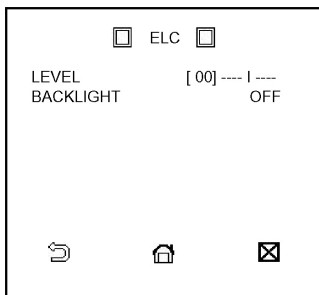 ELC
LEVEL [ 00] ---- I ----
BACKLIGHT OFF